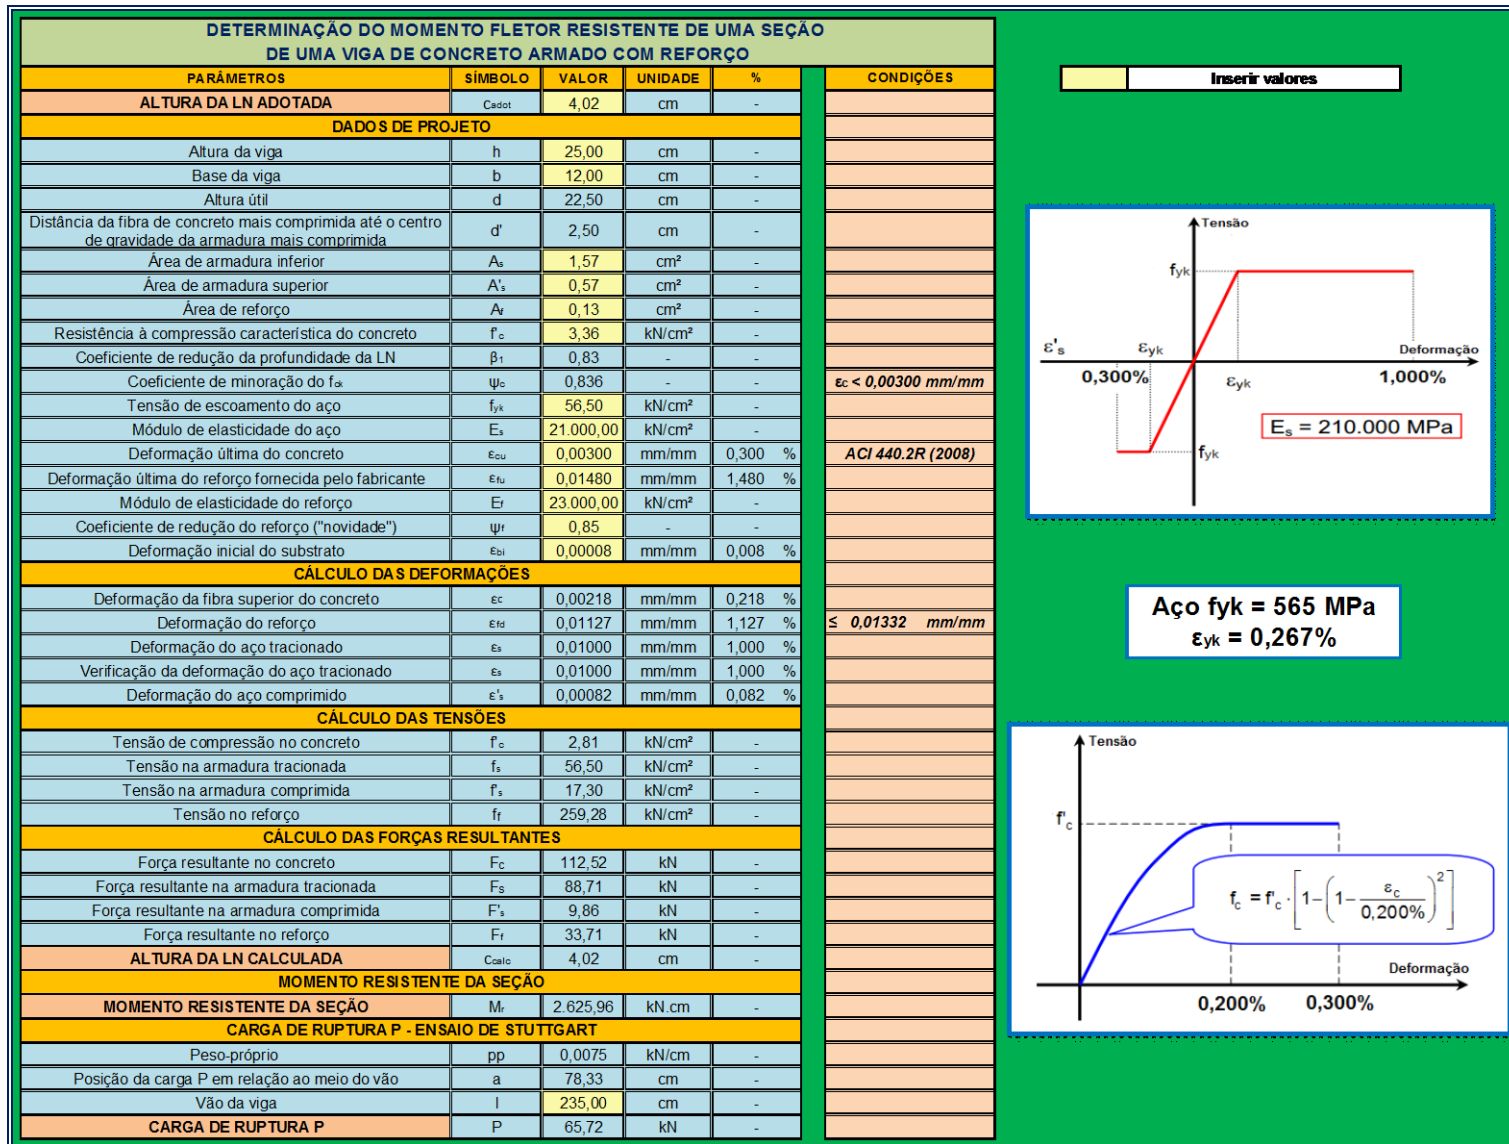 DETERMINAÇÃO DO MOMENTO FLETOR RESISTENTE DE UMA SEÇÃO
DE UMA VIGA DE CONCRETO ARMADO COM REFORÇO
PARÂMETROS SÍMBOLO VALOR UNIDADE % CONDIÇÕES
ALTURA DA LN ADOTADA Cadot 4,02 cm -
DADOS DE PROJETO
Altura da viga h 25,00 cm -
Base da viga b 12,00 cm -
Altura útil d 22,50 cm -
Distância da fibra de concreto mais comprimida até o centro
de gravidade da armadura mais comprimida d' 2,50 cm -
Área de armadura inferior As 1,57 cm² -
Área de armadura superior A's 0,57 cm² -
Área de reforço Af 0,13 cm² -
Resistência à compressão característica do concreto f'c 3,36 kN/cm² -
Coeficiente de redução da profundidade da LN β1 0,83 - -
Coeficiente de minoração do fck ψc 0,836 - - εc < 0,00300 mm/mm
Tensão de escoamento do aço fyk 56,50 kN/cm² -
Módulo de elasticidade do aço Es 21.000,00 kN/cm² -
Deformação última do concreto εcu 0,00300 mm/mm 0,300 % ACI 440.2R (2008)
Deformação última do reforço fornecida pelo fabricante εfu 0,01480 mm/mm 1,480 %
Módulo de elasticidade do reforço Ef 23.000,00 kN/cm² -
Coeficiente de redução do reforço ("novidade") ψf 0,85 - -
Deformação inicial do substrato εbi 0,00008 mm/mm 0,008 %
CÁLCULO DAS DEFORMAÇÕES
Deformação da fibra superior do concreto εc 0,00218 mm/mm 0,218 %
Deformação do reforço εfd 0,01127 mm/mm 1,127 % ≤ 0,01332 mm/mm
Deformação do aço tracionado εs 0,01000 mm/mm 1,000 %
Verificação da deformação do aço tracionado εs 0,01000 mm/mm 1,000 %
Deformação do aço comprimido ε's 0,00082 mm/mm 0,082 %
CÁLCULO DAS TENSÕES
Tensão de compressão no concreto f'c 2,81 kN/cm² -
Tensão na armadura tracionada fs 56,50 kN/cm² -
Tensão na armadura comprimida f's 17,30 kN/cm² -
Tensão no reforço ff 259,28 kN/cm² -
CÁLCULO DAS FORÇAS RESULTANTES
Força resultante no concreto Fc 112,52 kN -
Força resultante na armadura tracionada Fs 88,71 kN -
Força resultante na armadura comprimida F's 9,86 kN -
Força resultante no reforço Ff 33,71 kN -
ALTURA DA LN CALCULADA Ccalc 4,02 cm -
MOMENTO RESISTENTE DA SEÇÃO
MOMENTO RESISTENTE DA SEÇÃO Mr 2.625,96 kN.cm -
CARGA DE RUPTURA P - ENSAIO DE STUTTGART
Peso-próprio pp 0,0075 kN/cm -
Posição da carga P em relação ao meio do vão a 78,33 cm -
Vão da viga l 235,00 cm -
CARGA DE RUPTURA P P 65,72 kN -
Inserir valores
Tensão
fyk
ε's εyk Deformação
0,300% εyk 1,000%
Es = 210.000 MPa
fyk
Aço fyk = 565 MPa
εyk = 0,267%
Tensão
f'c
fc = f'c · [1-(1-εc/0,200%)²]
Deformação
0,200% 0,300%